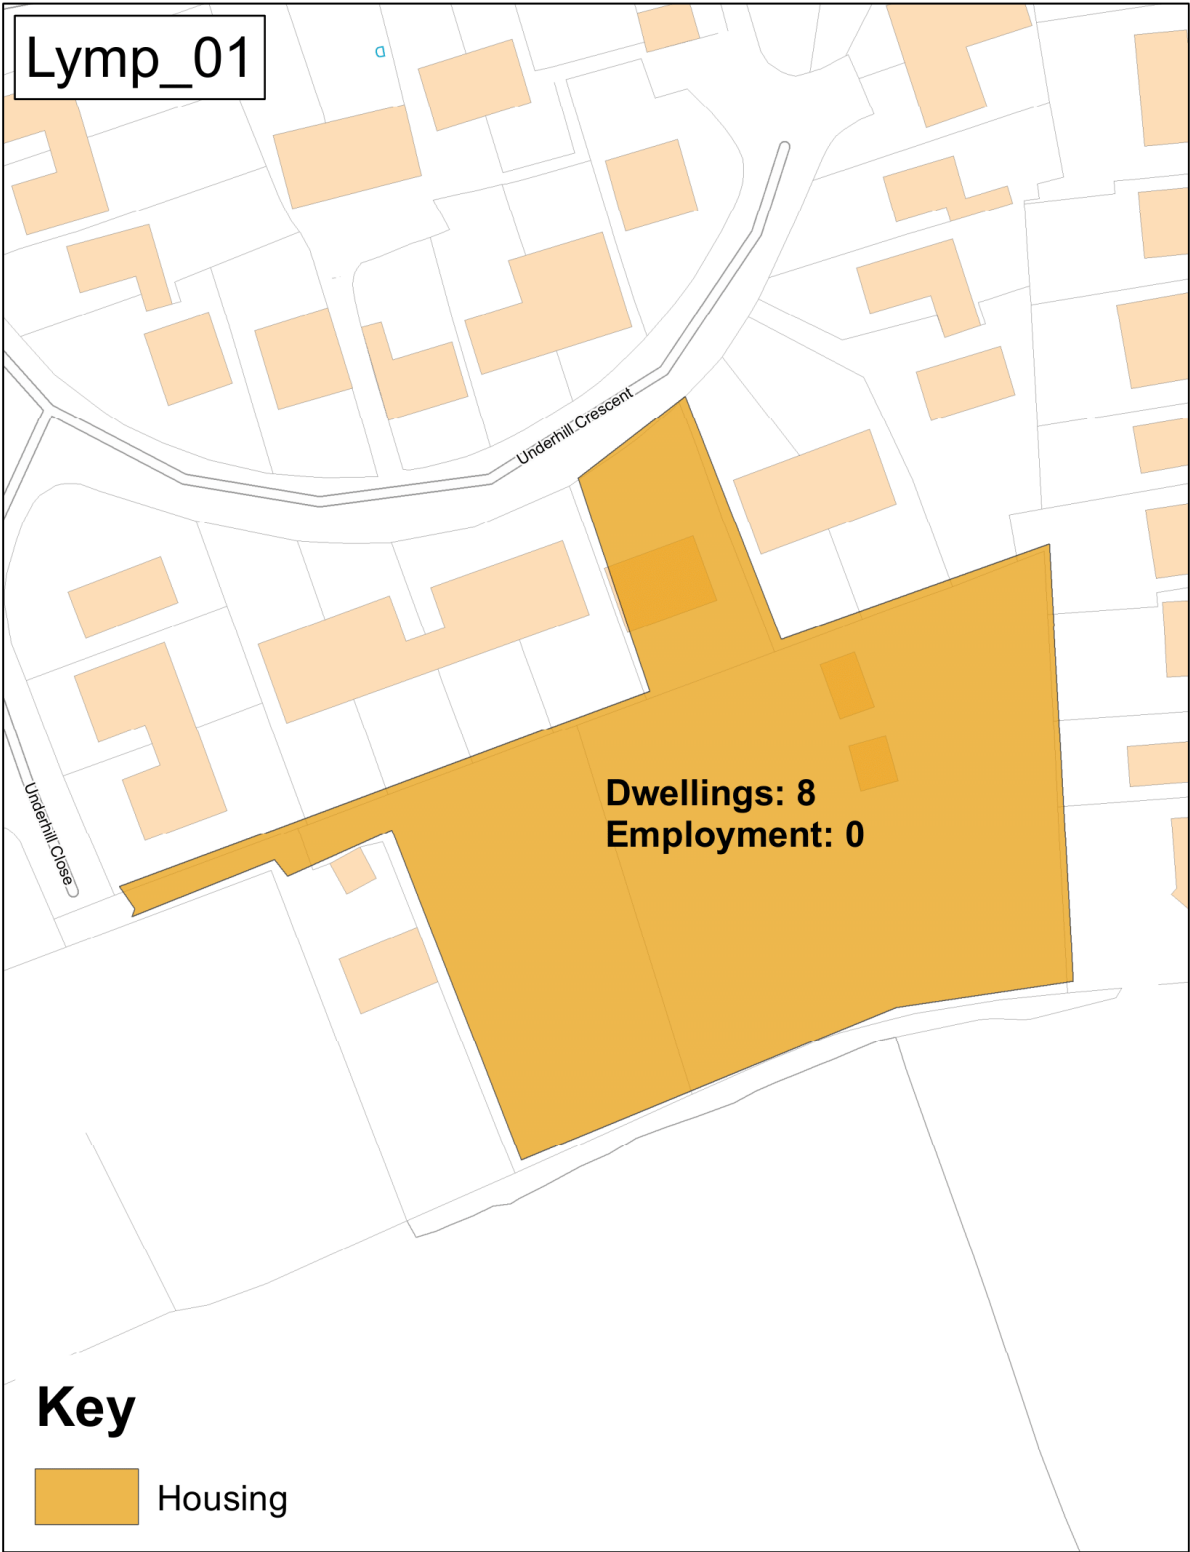 Lymp_01
Underhill Crescent
Underhill Close
Dwellings: 8
Employment: 0
Key
Housing